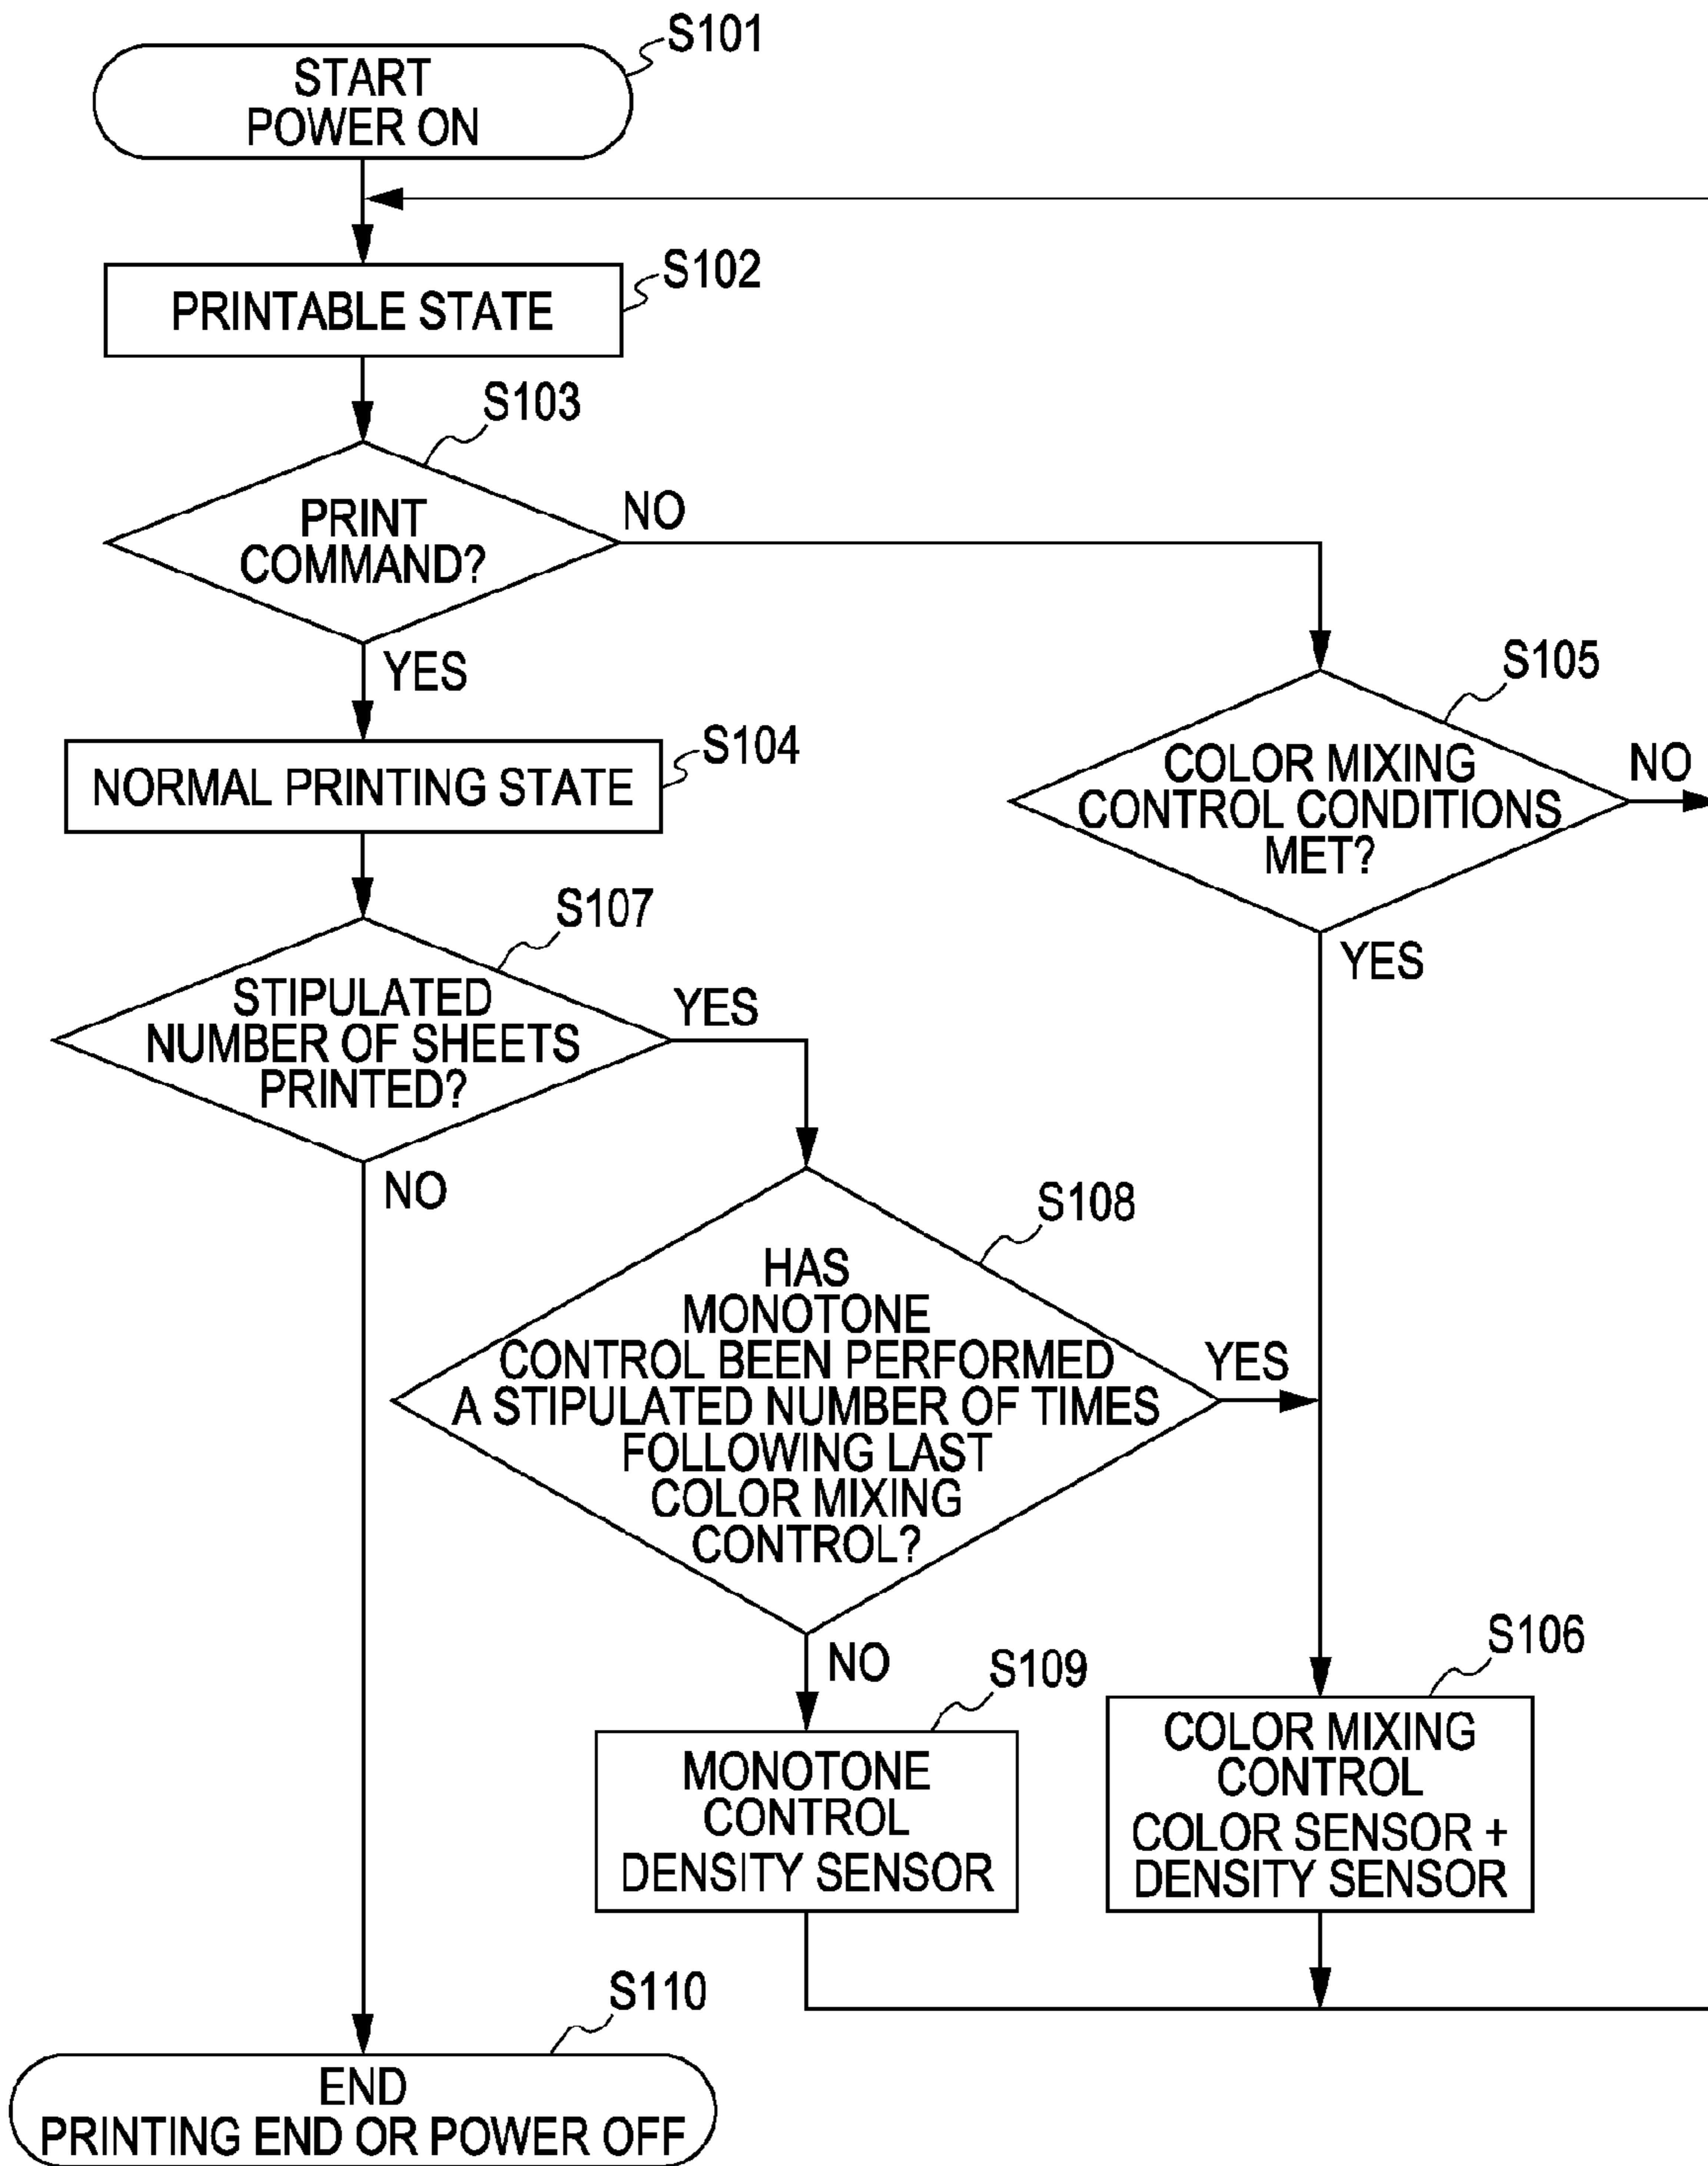 S101
START
POWER ON
S102
PRINTABLE STATE
S103
PRINT
COMMAND?
NO
YES
S104
NORMAL PRINTING STATE
S105
COLOR MIXING
CONTROL CONDITIONS
MET?
NO
YES
S107
STIPULATED
NUMBER OF SHEETS
PRINTED?
YES
NO
S108
HAS
MONOTONE
CONTROL BEEN PERFORMED
A STIPULATED NUMBER OF TIMES
FOLLOWING LAST
COLOR MIXING
CONTROL?
YES
NO
S109
MONOTONE
CONTROL
DENSITY SENSOR
S106
COLOR MIXING
CONTROL
COLOR SENSOR +
DENSITY SENSOR
S110
END
PRINTING END OR POWER OFF